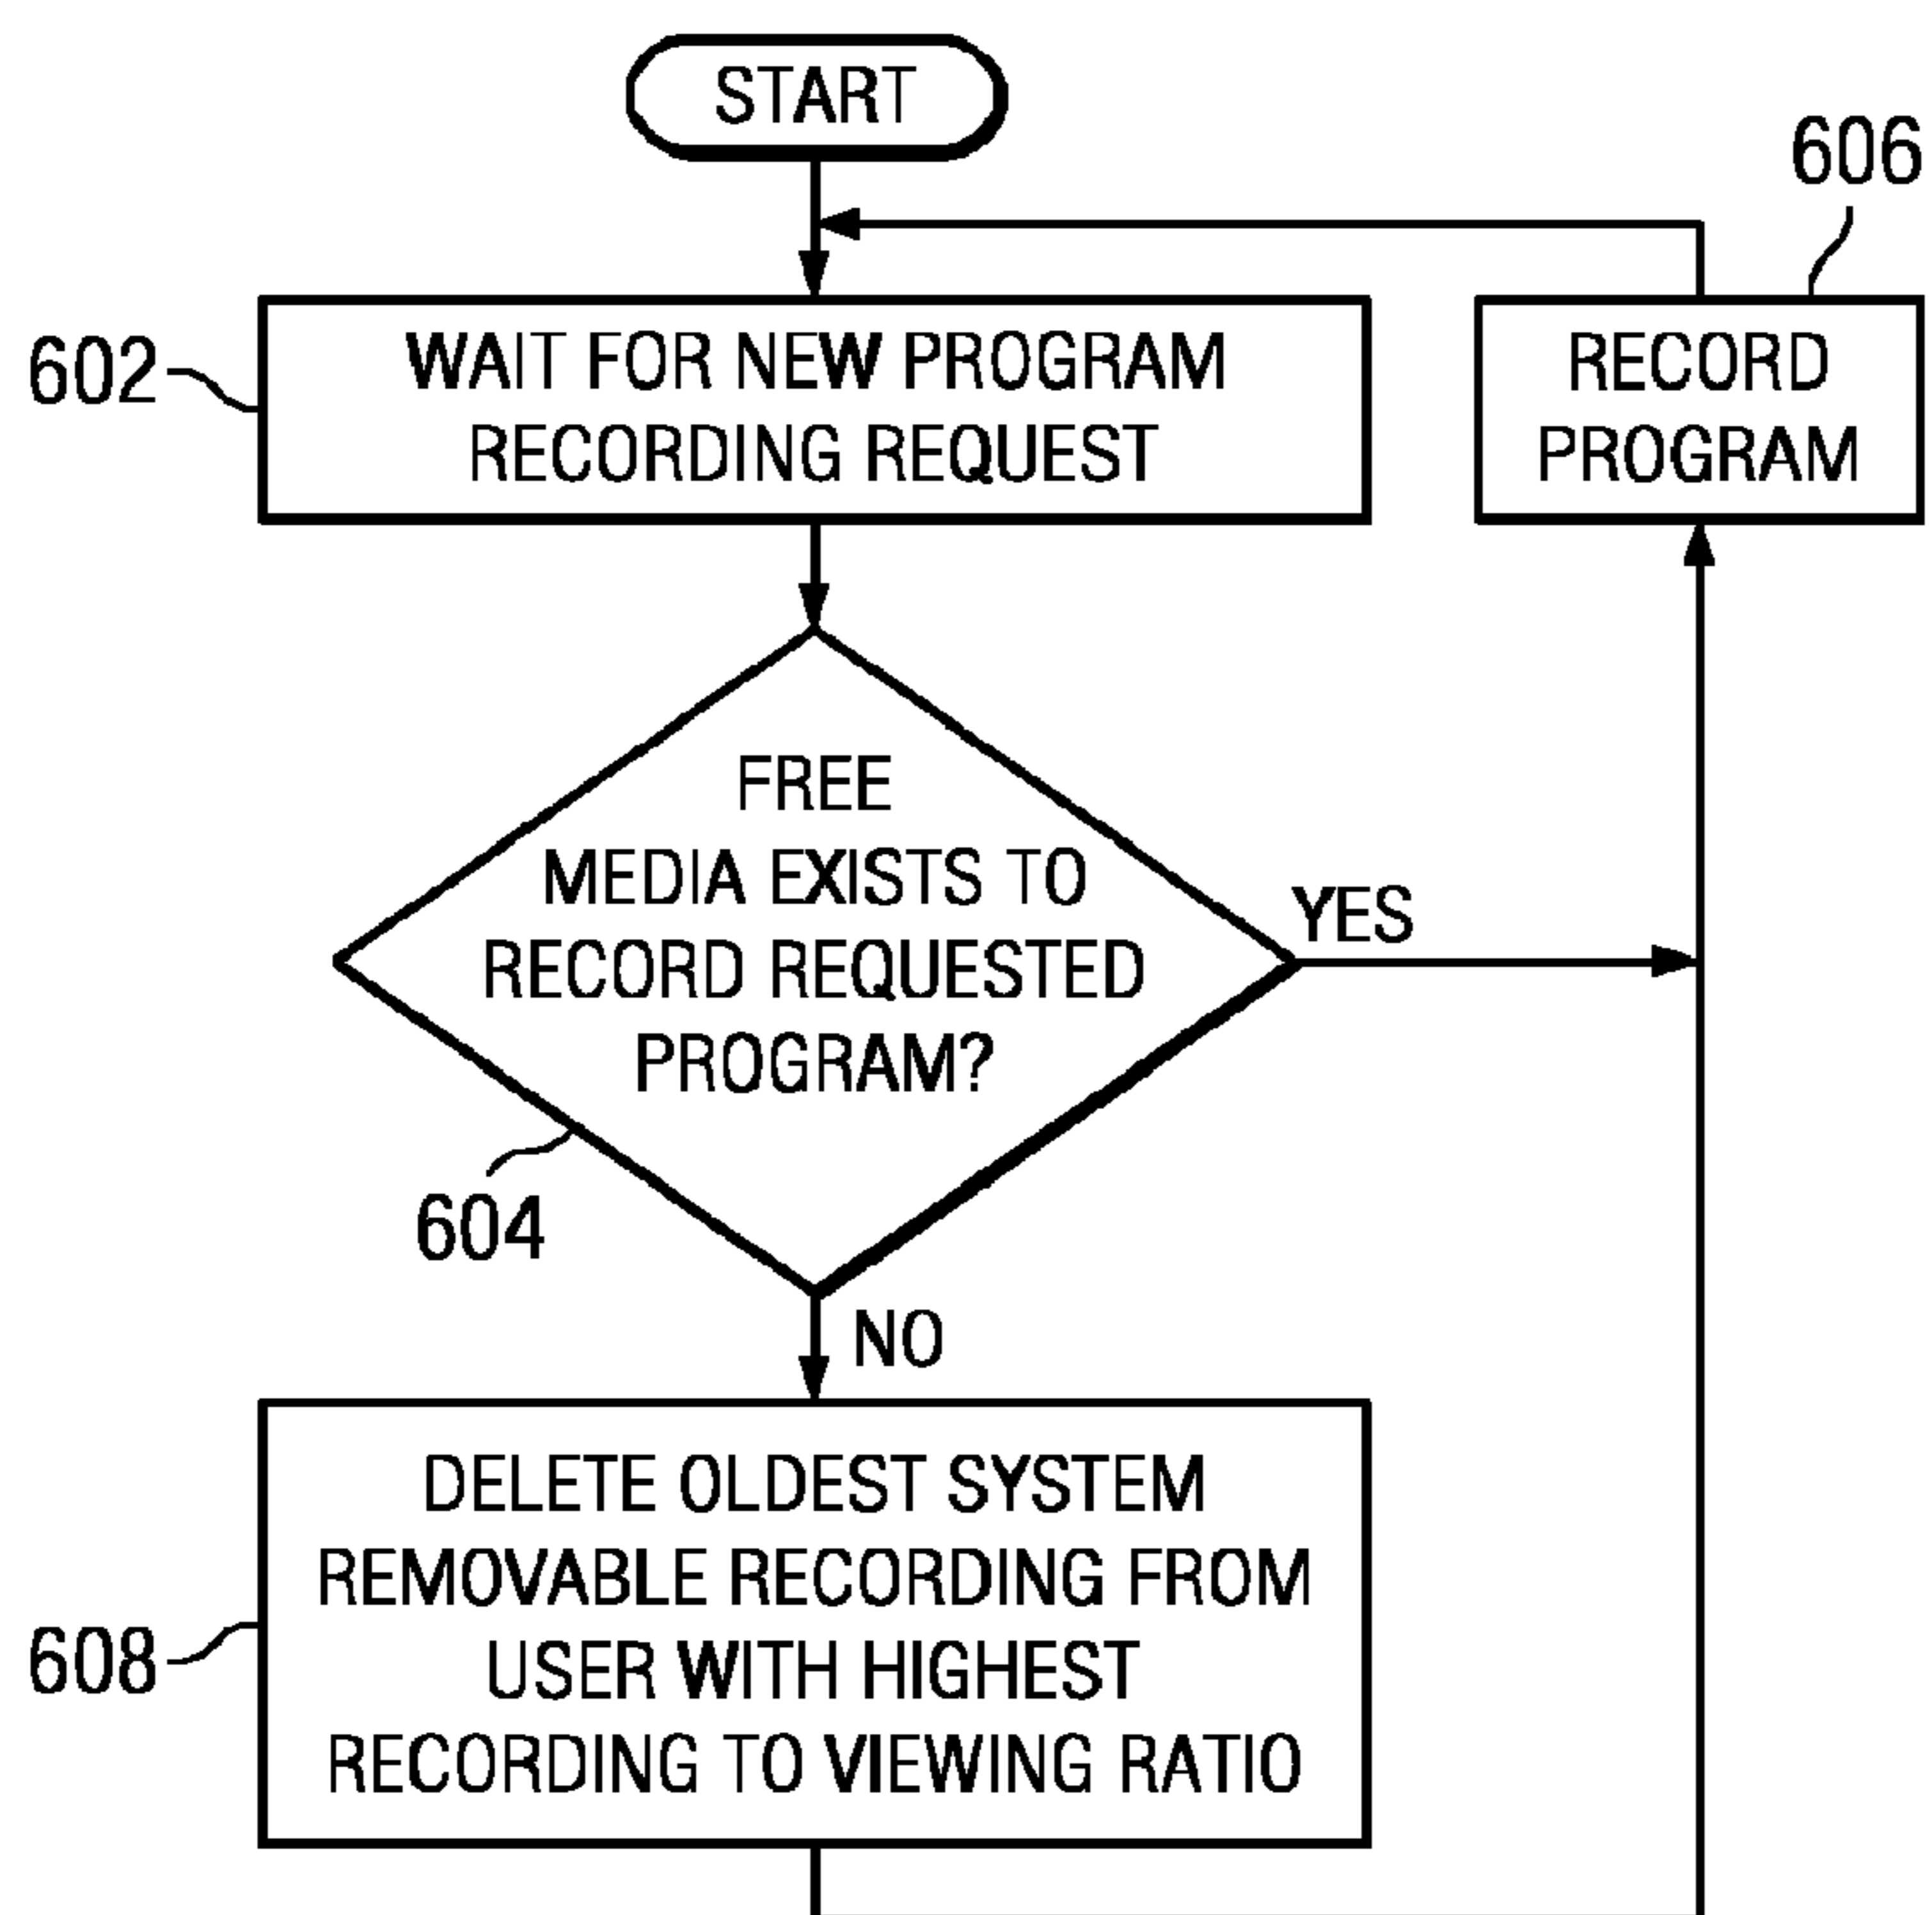 START
606
602
WAIT FOR NEW PROGRAM
RECORDING REQUEST
RECORD
PROGRAM
FREE
MEDIA EXISTS TO
RECORD REQUESTED
PROGRAM?
YES
604
NO
608
DELETE OLDEST SYSTEM
REMOVABLE RECORDING FROM
USER WITH HIGHEST
RECORDING TO VIEWING RATIO